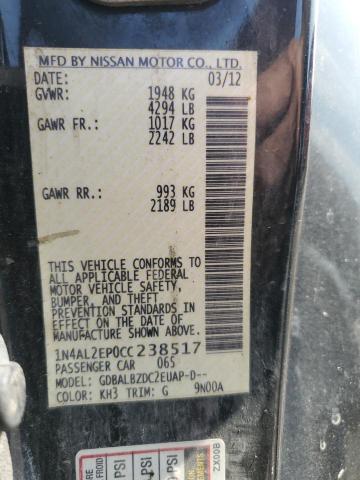 MFD BY NISSAN MOTOR CO., LTD.
DATE: 03/12
GVWR: 1948 KG
4294 LB
GAWR FR.: 1017 KG
2242 LB
GAWR RR.: 993 KG
2189 LB
THIS VEHICLE CONFORMS TO
ALL APPLICABLE FEDERAL
MOTOR VEHICLE SAFETY,
BUMPER, AND THEFT
PREVENTION STANDARDS
IN EFFECT ON THE DATE OF
MANUFACTURE SHOWN ABOVE.
1N4AL2EP0CC238517
PASSENGER CAR 065
MODEL: GDBALBZDC2EUAP-D--
COLOR: KH3 TRIM: G 9N00A
PSI
PSI
PSI
ZX00B